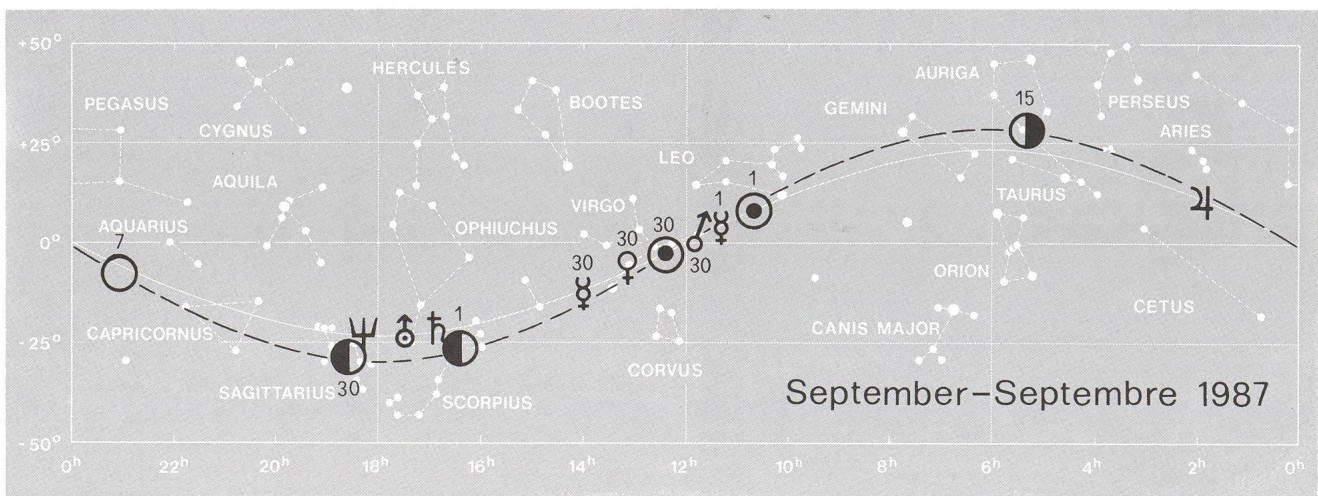 +50°
HERCULES
AURIGA
PEGASUS
BOOTES
15
PERSEUS
GEMINI
CYGNUS
ARIES
+25°
LEO
AQUILA
1
1
TAURUS
VIRGO
AQUARIUS
OPHIUCHUS
30
30
7
0°
30
30
ORION
1
CETUS
CAPRICORNUS
CANIS MAJOR
-25°
CORVUS
30
SAGITTARIUS
SCORPIUS
September–Septembre 1987
-50°
0h 22h 20h 18h 16h 14h 12h 10h 8h 6h 4h 2h 0h